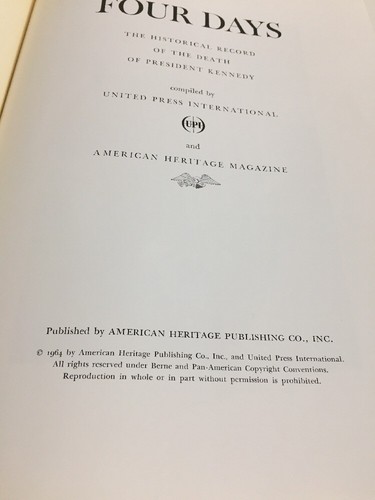 FOUR DAYS
THE HISTORICAL RECORD
OF THE DEATH
OF PRESIDENT KENNEDY
compiled by
UNITED PRESS INTERNATIONAL
UPI
and
AMERICAN HERITAGE MAGAZINE
Published by AMERICAN HERITAGE PUBLISHING CO., INC.
© 1964 by American Heritage Publishing Co., Inc., and United Press International.
All rights reserved under Berne and Pan-American Copyright Conventions.
Reproduction in whole or in part without permission is prohibited.